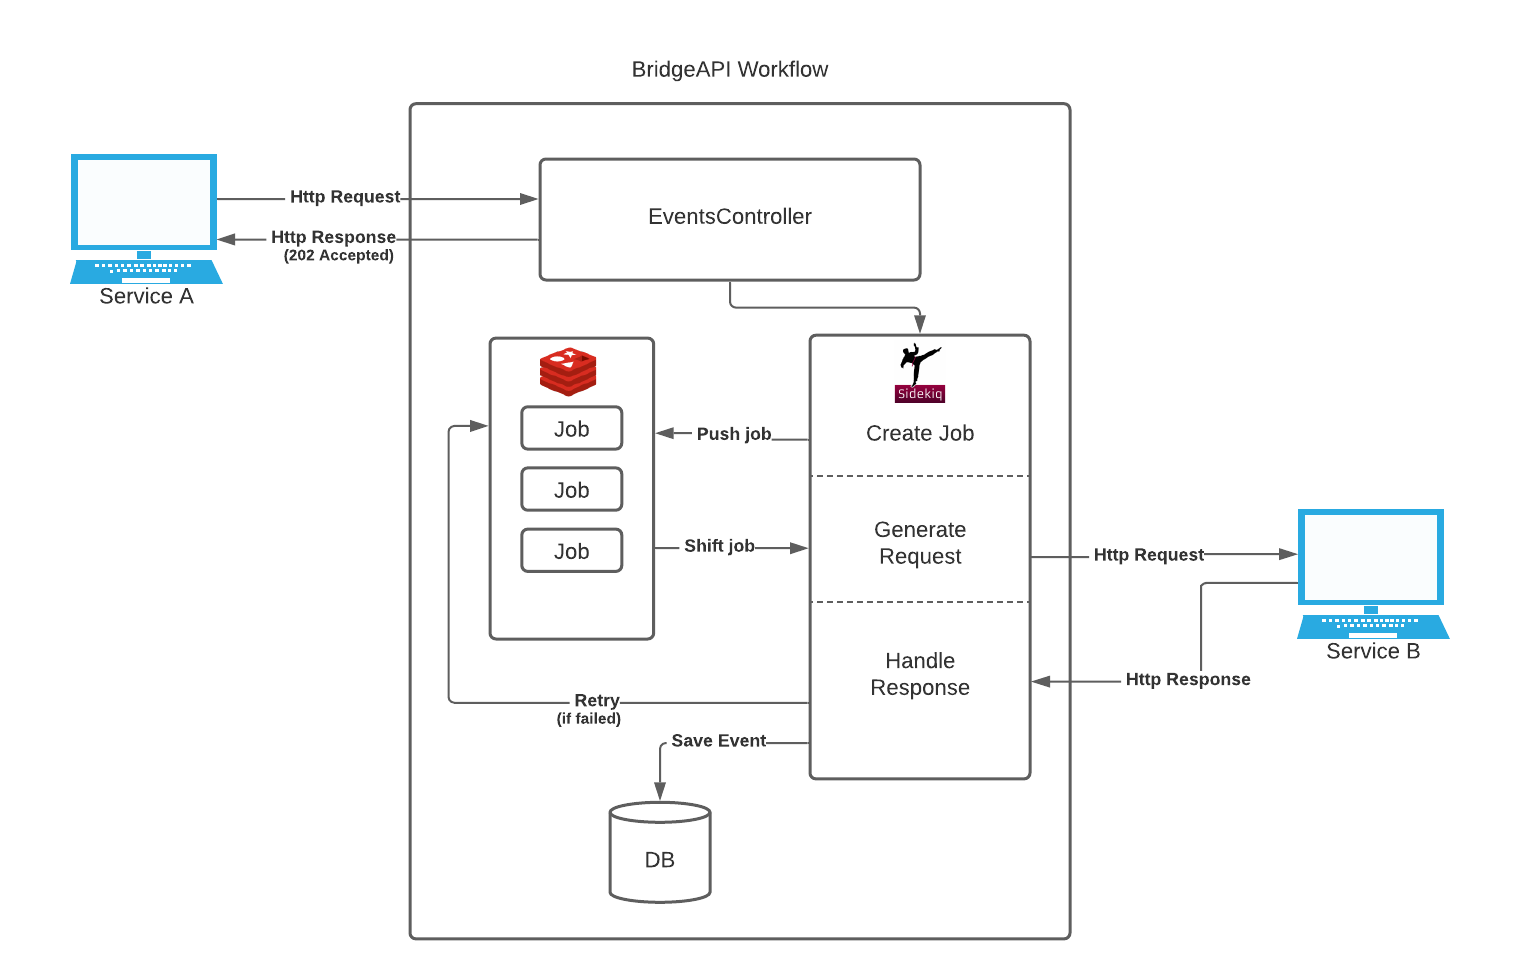 BridgeAPI Workflow
Http Request
EventsController
Http Response
(202 Accepted)
Service A
Sidekiq
Job
Push job
Create Job
Job
Generate
Request
Shift job
Job
Http Request
Service B
Handle
Response
Http Response
Retry
(if failed)
Save Event
DB